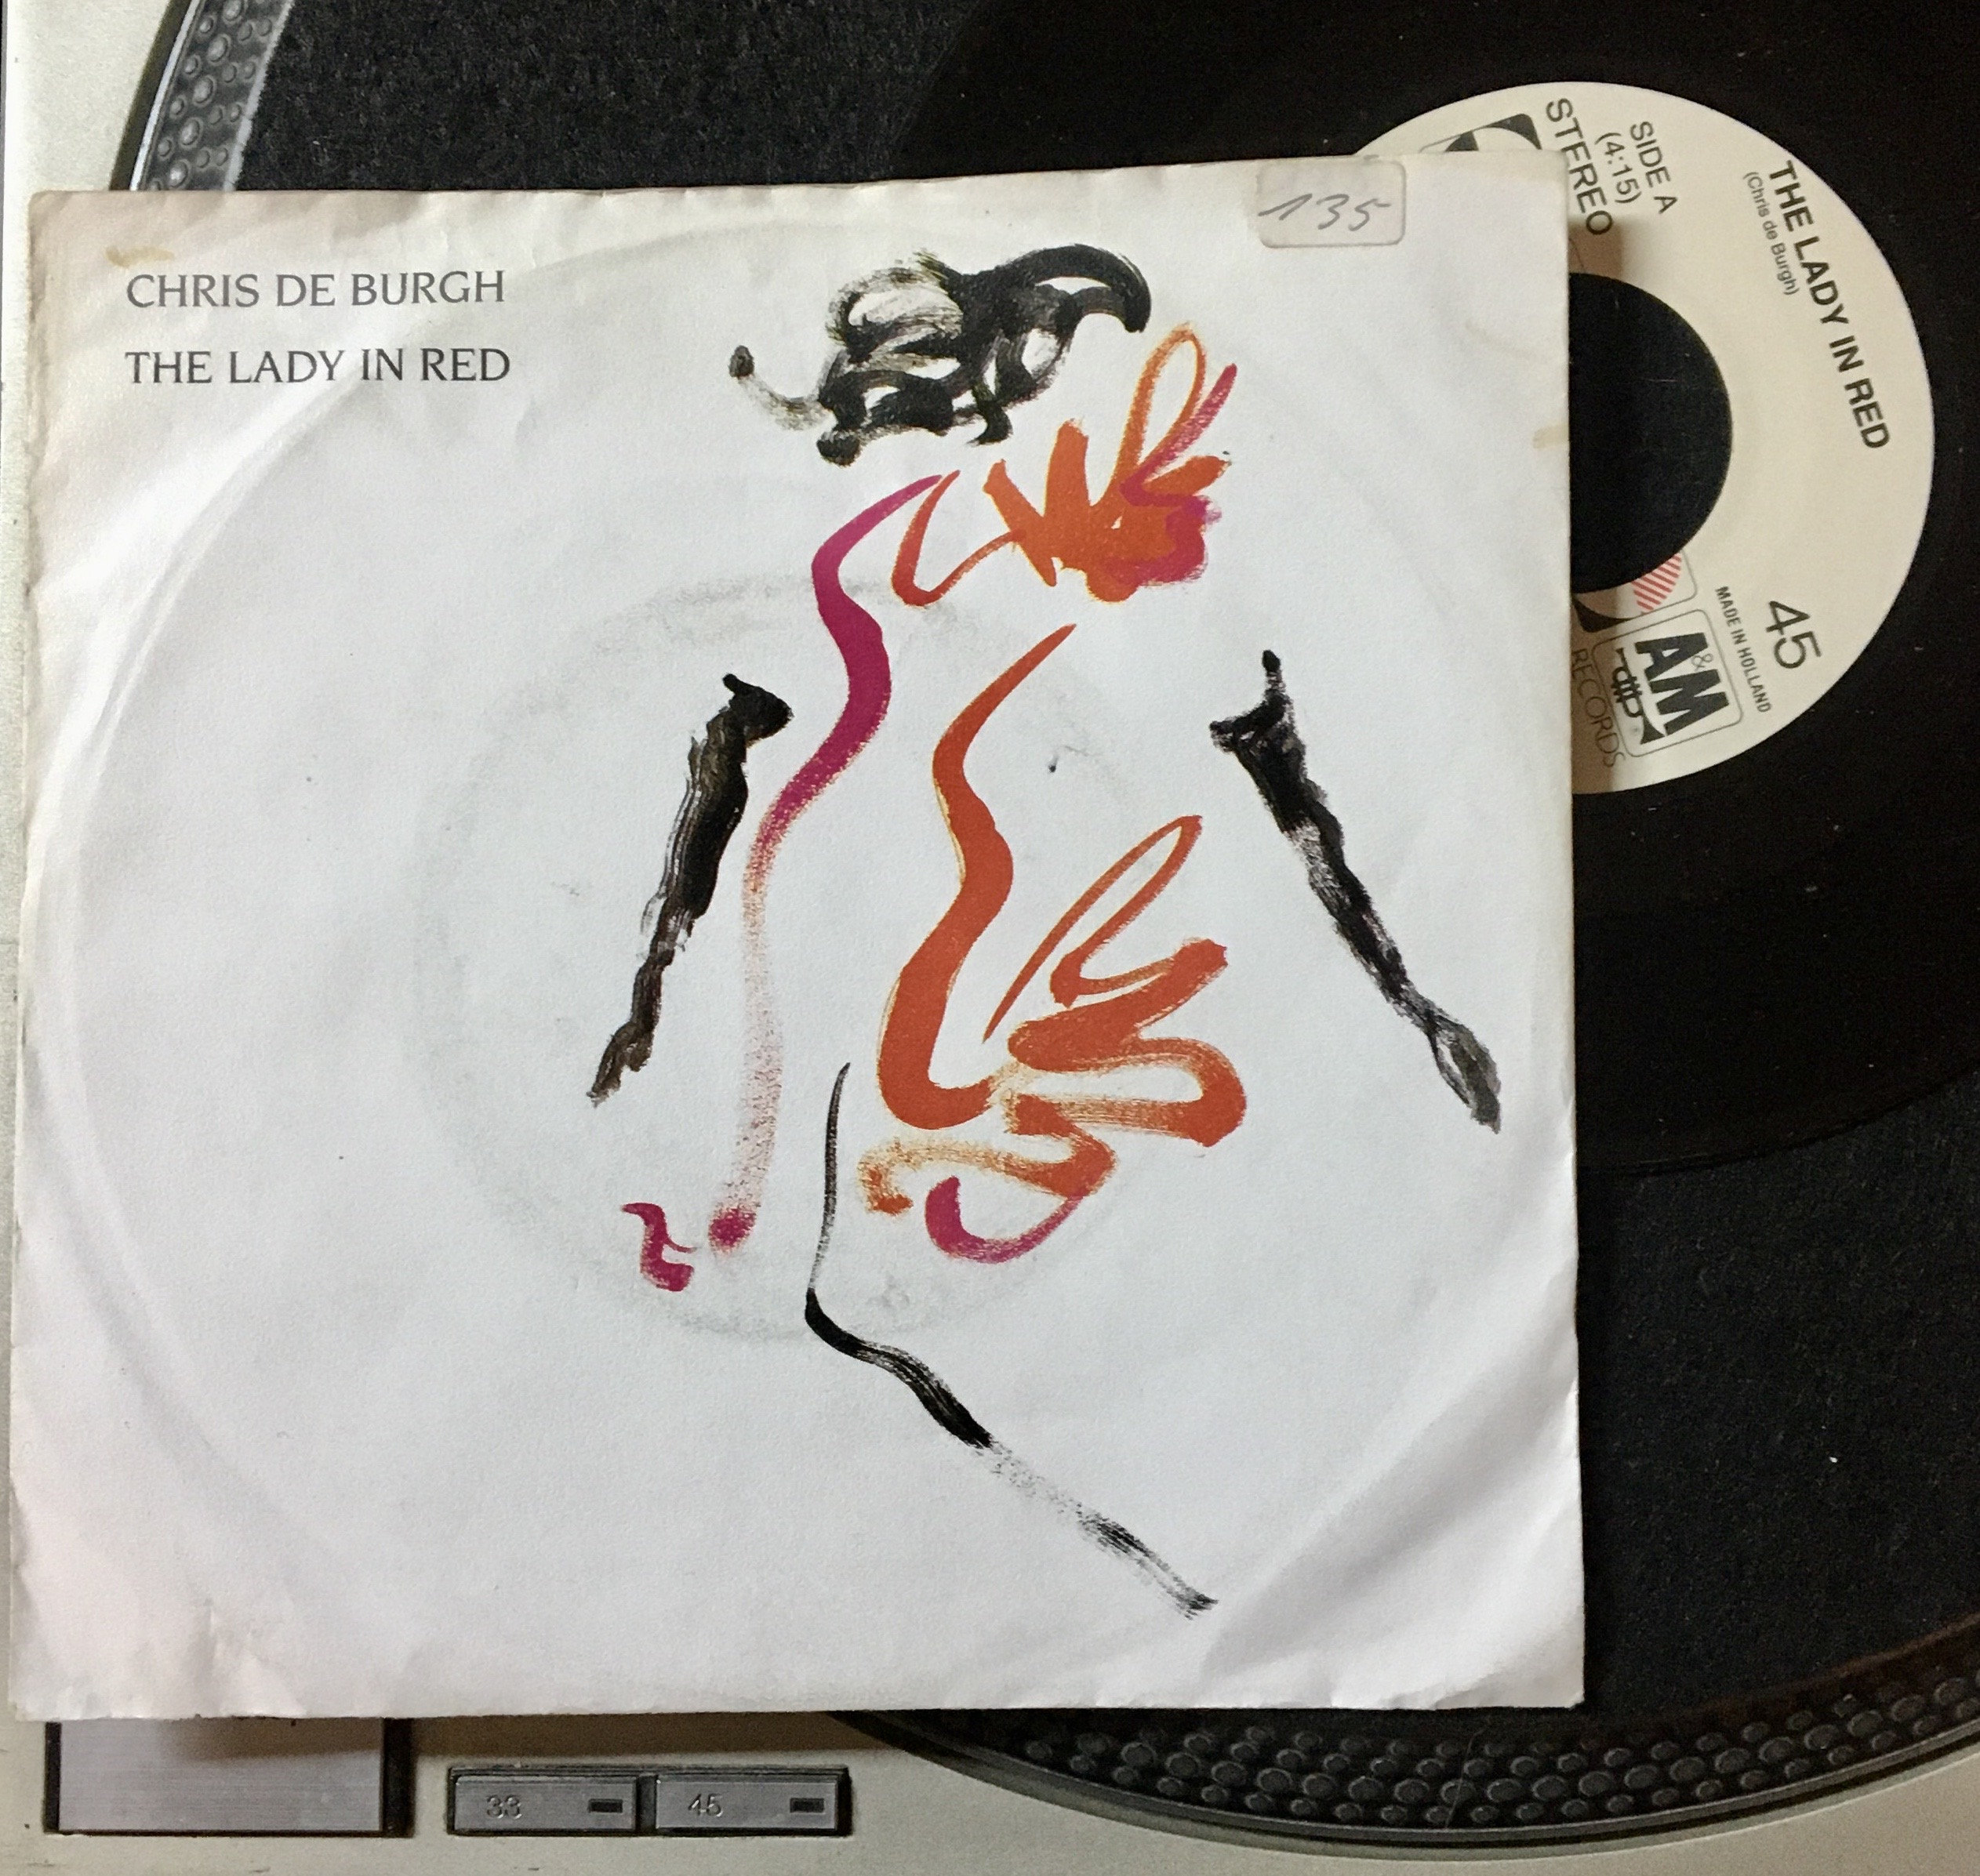 CHRIS DE BURGH
THE LADY IN RED
135
SIDE A
(4:15)
STEREO
THE LADY IN RED
(Chris de Burgh)
45
MADE IN HOLLAND
A&M
RECORDS
33
45